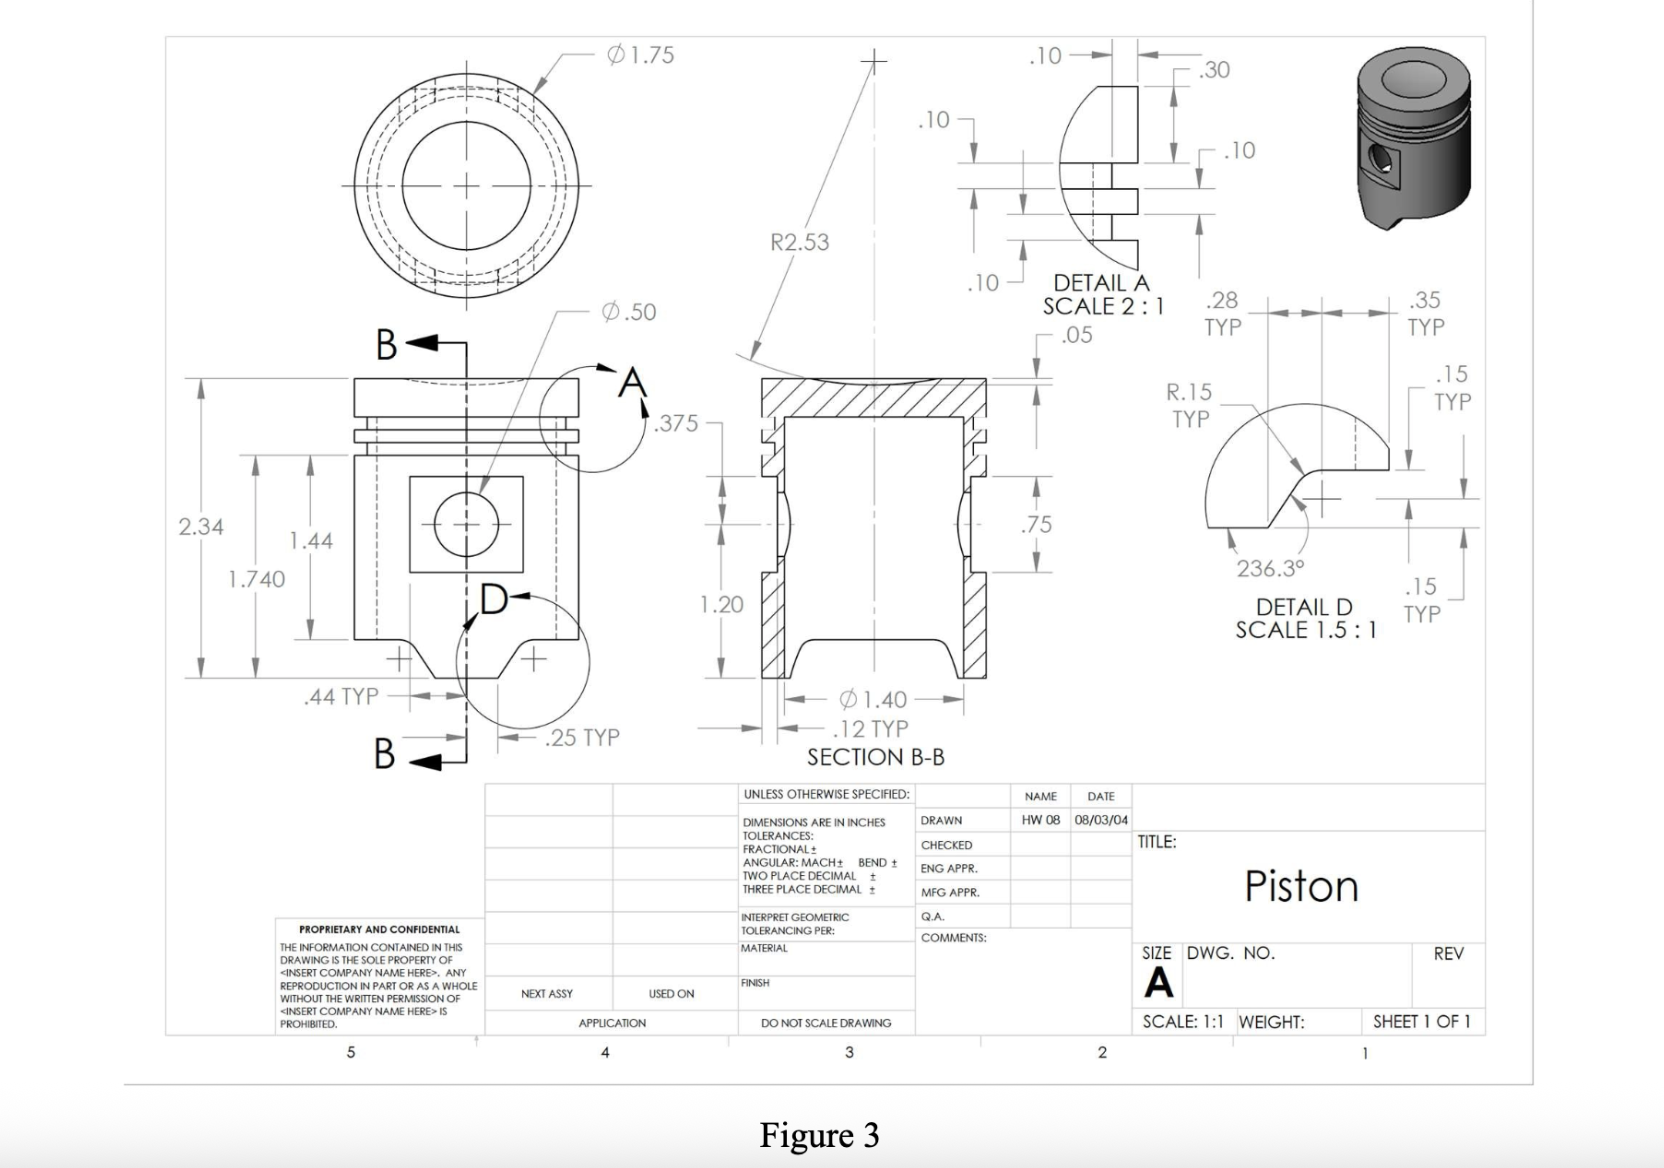 Ø1.75
.10
.30
.10
.10
R2.53
.10
DETAIL A
SCALE 2 : 1
.28
TYP
.35
TYP
Ø.50
B
A
.05
.375
R.15
TYP
.15
TYP
2.34
1.44
1.740
.75
1.20
D
236.3°
.15
TYP
DETAIL D
SCALE 1.5 : 1
.44 TYP
Ø1.40
.12 TYP
.25 TYP
B
SECTION B-B
UNLESS OTHERWISE SPECIFIED:
DIMENSIONS ARE IN INCHES
TOLERANCES:
FRACTIONAL ±
ANGULAR: MACH± BEND ±
TWO PLACE DECIMAL ±
THREE PLACE DECIMAL ±
INTERPRET GEOMETRIC
TOLERANCING PER:
MATERIAL
FINISH
DO NOT SCALE DRAWING
NAME DATE
DRAWN HW 08 08/03/04
CHECKED
ENG APPR.
MFG APPR.
Q.A.
COMMENTS:
TITLE:
Piston
SIZE DWG. NO. REV
A
SCALE: 1:1 WEIGHT: SHEET 1 OF 1
PROPRIETARY AND CONFIDENTIAL
THE INFORMATION CONTAINED IN THIS
DRAWING IS THE SOLE PROPERTY OF
<INSERT COMPANY NAME HERE>. ANY
REPRODUCTION IN PART OR AS A WHOLE
WITHOUT THE WRITTEN PERMISSION OF
<INSERT COMPANY NAME HERE> IS
PROHIBITED.
NEXT ASSY USED ON
APPLICATION
5 4 3 2 1
Figure 3